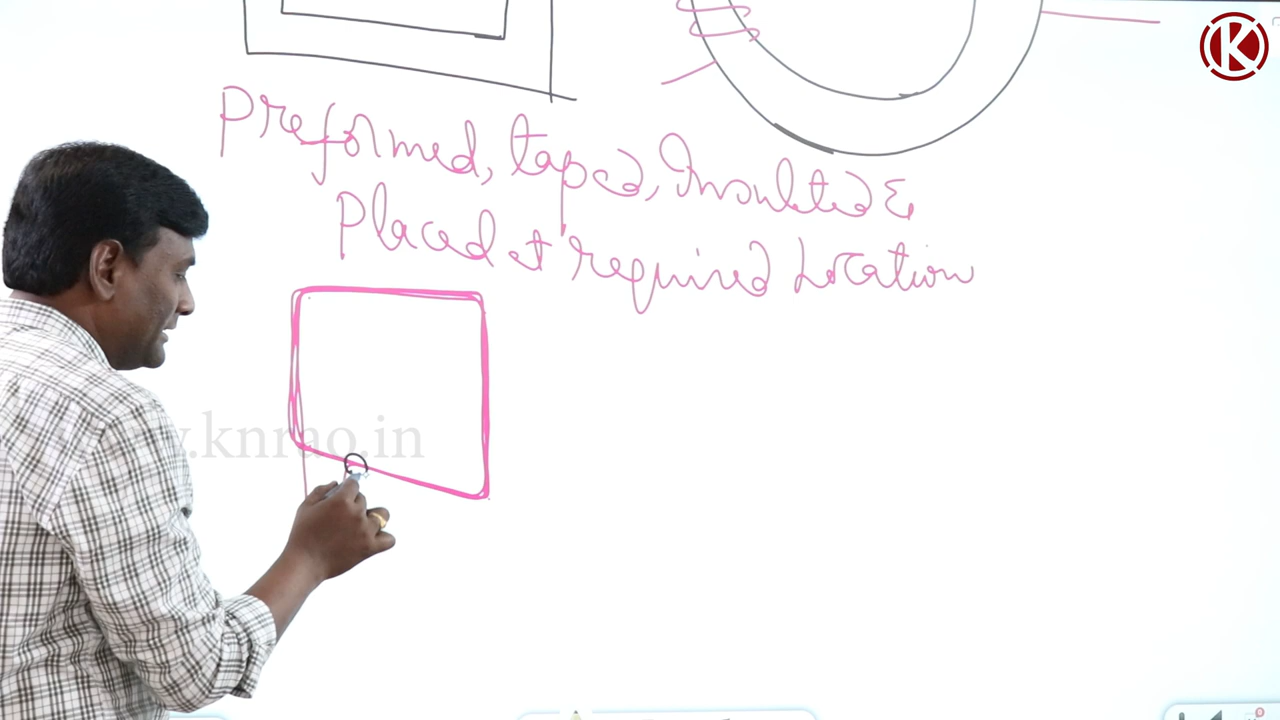 K
Preformed, taped, Insulated &
Placed at required Location
www.knrao.in